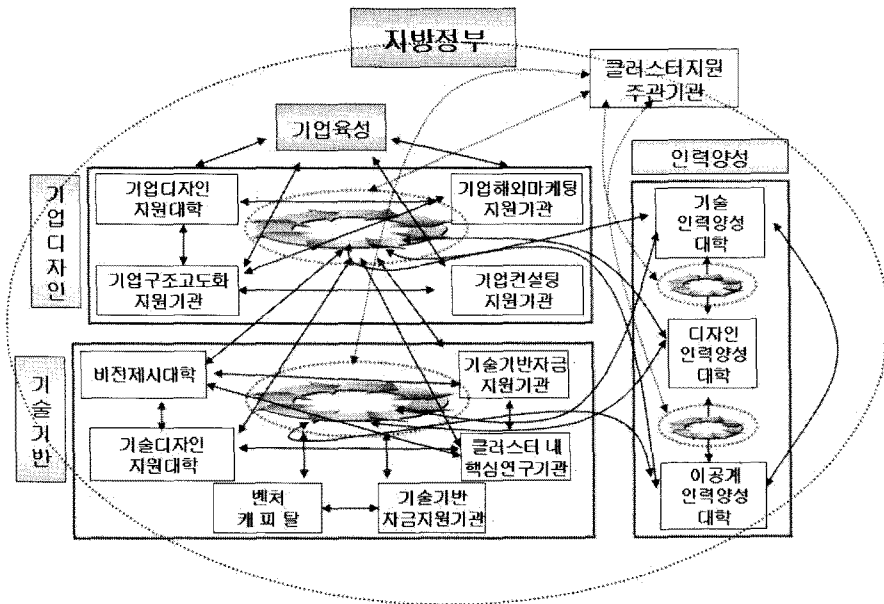 지방정부
클러스터지원
주관기관
기업육성
인력양성
기업디자인
기업디자인
지원대학
기업해외마케팅
지원기관
기업구조고도화
지원기관
기업컨설팅
지원기관
기술
인력양성
대학
디자인
인력양성
대학
이공계
인력양성
대학
기술기반
비전제시대학
기술기반자금
지원기관
기술디자인
지원대학
클러스터 내
핵심연구기관
벤처
캐 피 탈
기술기반
자금지원기관